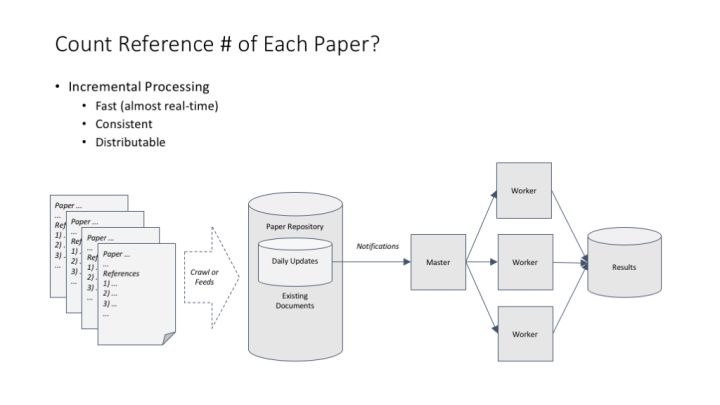 Count Reference # of Each Paper?
• Incremental Processing
• Fast (almost real-time)
• Consistent
• Distributable
Paper ...
...
Ref
1) .
2) .
3) .
...
Paper ...
...
Ref
1) .
2) .
3) .
...
Paper ...
...
Ref
1) .
2) .
3) .
...
Paper ...
...
References
1) ...
2) ...
3) ...
...
Crawl or
Feeds
Paper Repository
Daily Updates
Existing
Documents
Notifications
Master
Worker
Worker
Worker
Results